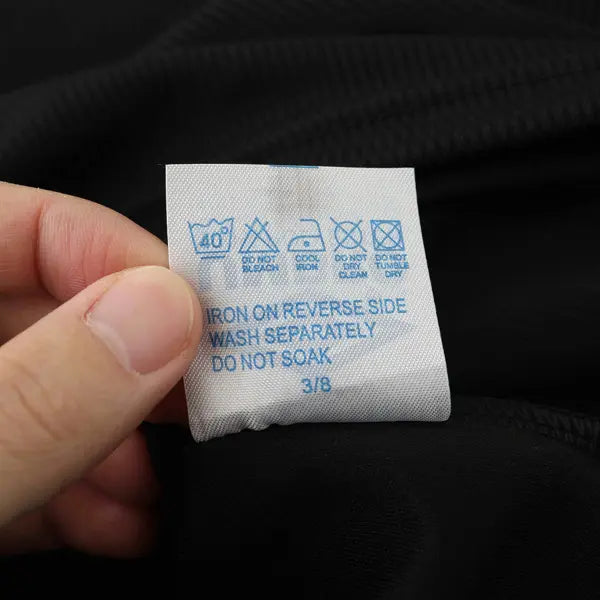 40°
DO NOT BLEACH
COOL IRON
DO NOT DRY CLEAN
DO NOT TUMBLE DRY
IRON ON REVERSE SIDE
WASH SEPARATELY
DO NOT SOAK
3/8